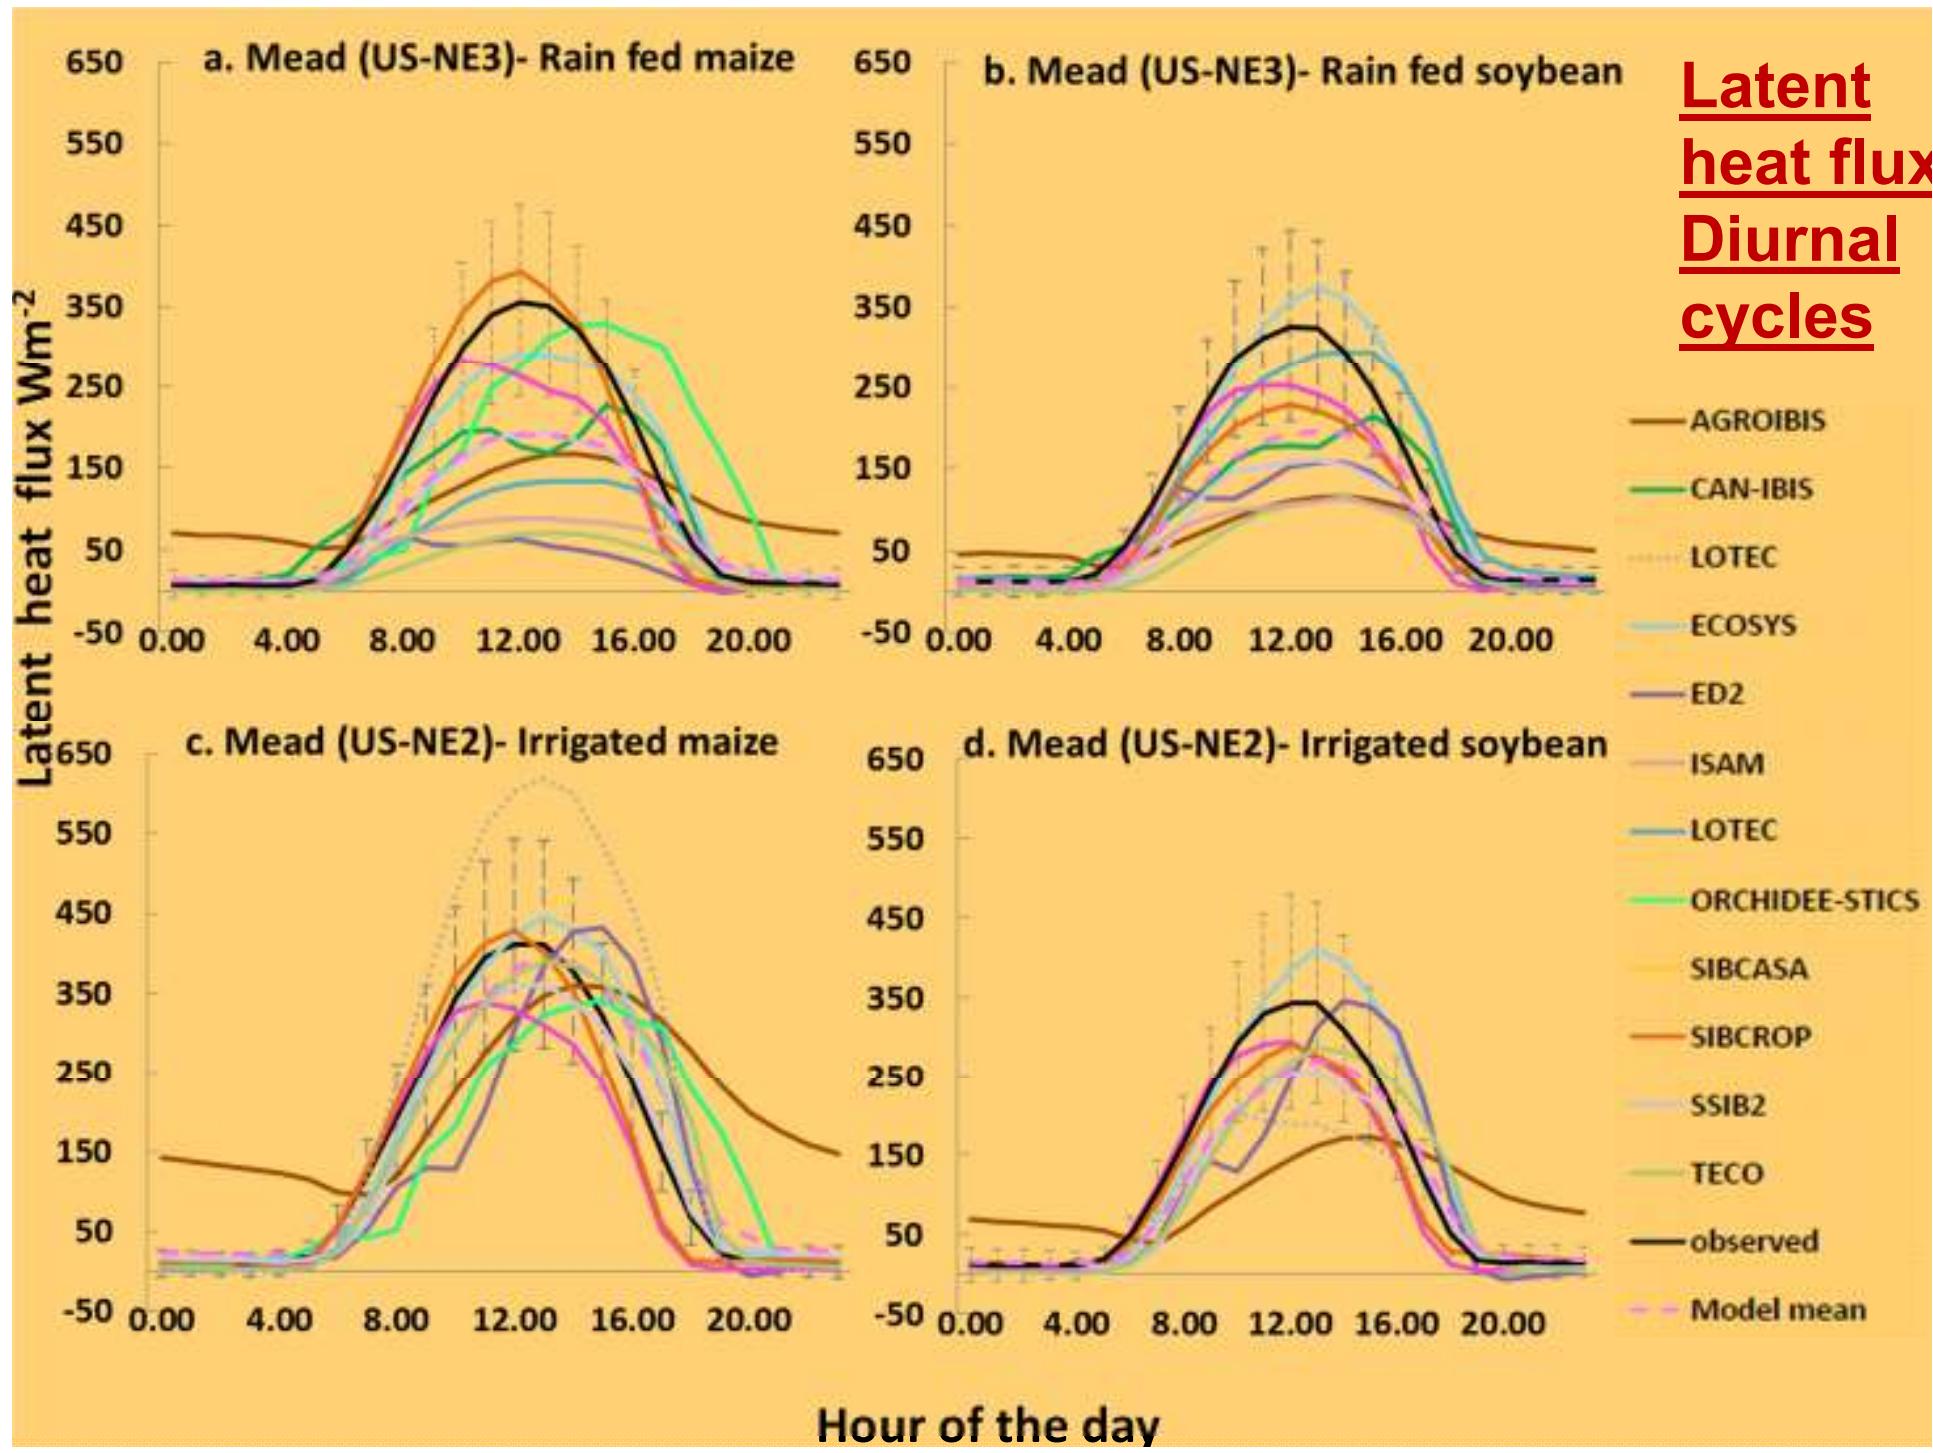 a. Mead (US-NE3)- Rain fed maize
650
550
450
350
250
150
50
-50
0.00 4.00 8.00 12.00 16.00 20.00
b. Mead (US-NE3)- Rain fed soybean
650
550
450
350
250
150
50
-50
0.00 4.00 8.00 12.00 16.00 20.00
Latent
heat flux
Diurnal
cycles
Latent heat flux Wm-2
c. Mead (US-NE2)- Irrigated maize
650
550
450
350
250
150
50
-50
0.00 4.00 8.00 12.00 16.00 20.00
d. Mead (US-NE2)- Irrigated soybean
650
550
450
350
250
150
50
-50
0.00 4.00 8.00 12.00 16.00 20.00
AGROIBIS
CAN-IBIS
LOTEC
ECOSYS
ED2
ISAM
LOTEC
ORCHIDEE-STICS
SIBCASA
SIBCROP
SSIB2
TECO
observed
Model mean
Hour of the day